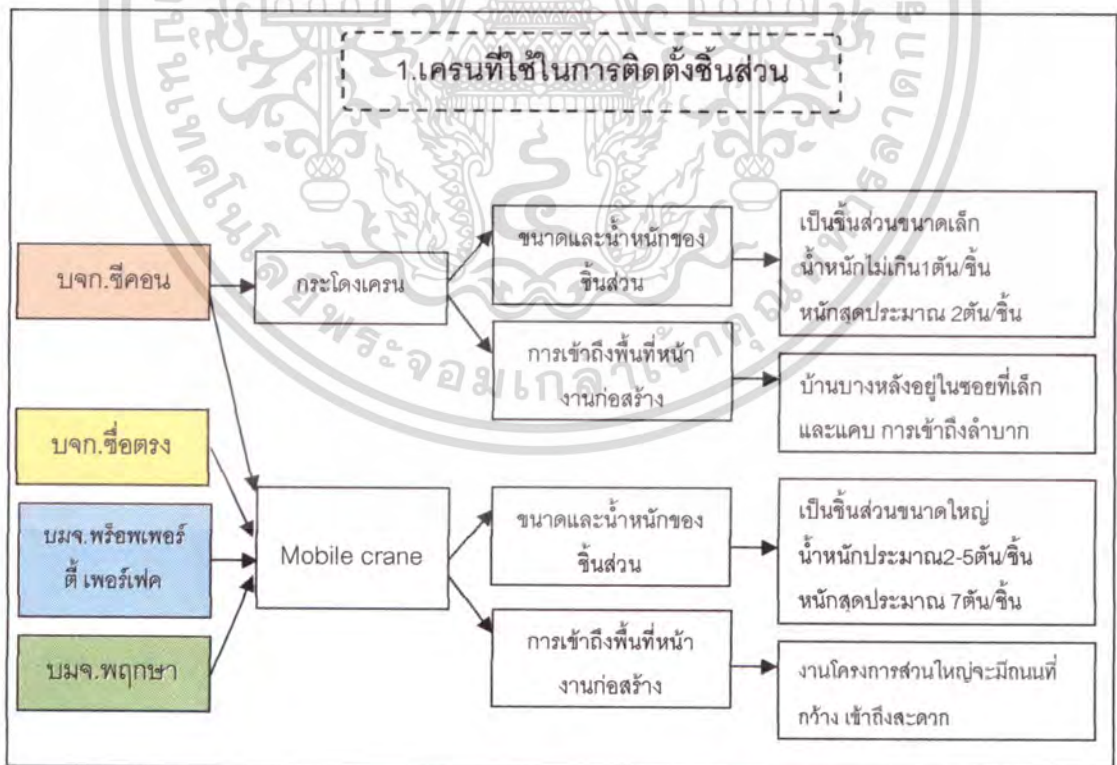 1.เครนที่ใช้ในการติดตั้งชิ้นส่วน
บจก.ซีคอน
กระโดงเครน
ขนาดและน้ำหนักของ
ชิ้นส่วน
เป็นชิ้นส่วนขนาดเล็ก
น้ำหนักไม่เกิน1ตัน/ชิ้น
หนักสุดประมาณ 2ตัน/ชิ้น
การเข้าถึงพื้นที่หน้า
งานก่อสร้าง
บ้านบางหลังอยู่ในซอยที่เล็ก
และแคบ การเข้าถึงลำบาก
บจก.ซื่อตรง
บมจ.พร็อพเพอร์
ตี้ เพอร์เฟค
บมจ.พฤกษา
Mobile crane
ขนาดและน้ำหนักของ
ชิ้นส่วน
เป็นชิ้นส่วนขนาดใหญ่
น้ำหนักประมาณ2-5ตัน/ชิ้น
หนักสุดประมาณ 7ตัน/ชิ้น
การเข้าถึงพื้นที่หน้า
งานก่อสร้าง
งานโครงการส่วนใหญ่จะมีถนนที่
กว้าง เข้าถึงสะดวก